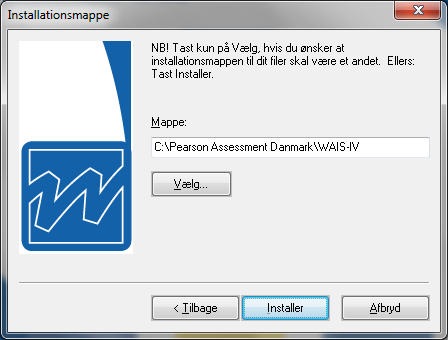 Installationsmappe
NB! Tast kun på Vælg, hvis du ønsker at
installationsmappen til dit filer skal være et andet.  Ellers:
Tast Installer.
Mappe:
C:\Pearson Assessment Danmark\WAIS-IV
Vælg...
< Tilbage
Installer
Afbryd